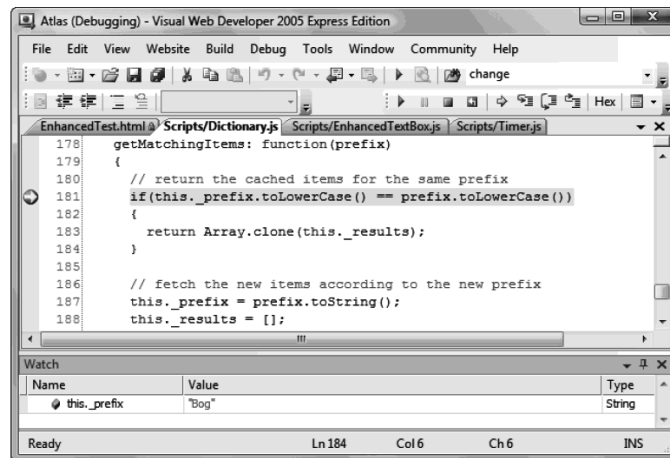 Atlas (Debugging) - Visual Web Developer 2005 Express Edition
File Edit View Website Build Debug Tools Window Community Help
change
Hex
EnhancedTest.html Scripts/Dictionary.js Scripts/EnhancedTextBox.js Scripts/Timer.js
178 getMatchingItems: function(prefix)
179 {
180 // return the cached items for the same prefix
181 if(this._prefix.toLowerCase() == prefix.toLowerCase())
182 {
183 return Array.clone(this._results);
184 }
185
186 // fetch the new items according to the new prefix
187 this._prefix = prefix.toString();
188 this._results = [];
Watch
Name Value Type
this._prefix "Bog" String
Ready Ln 184 Col 6 Ch 6 INS